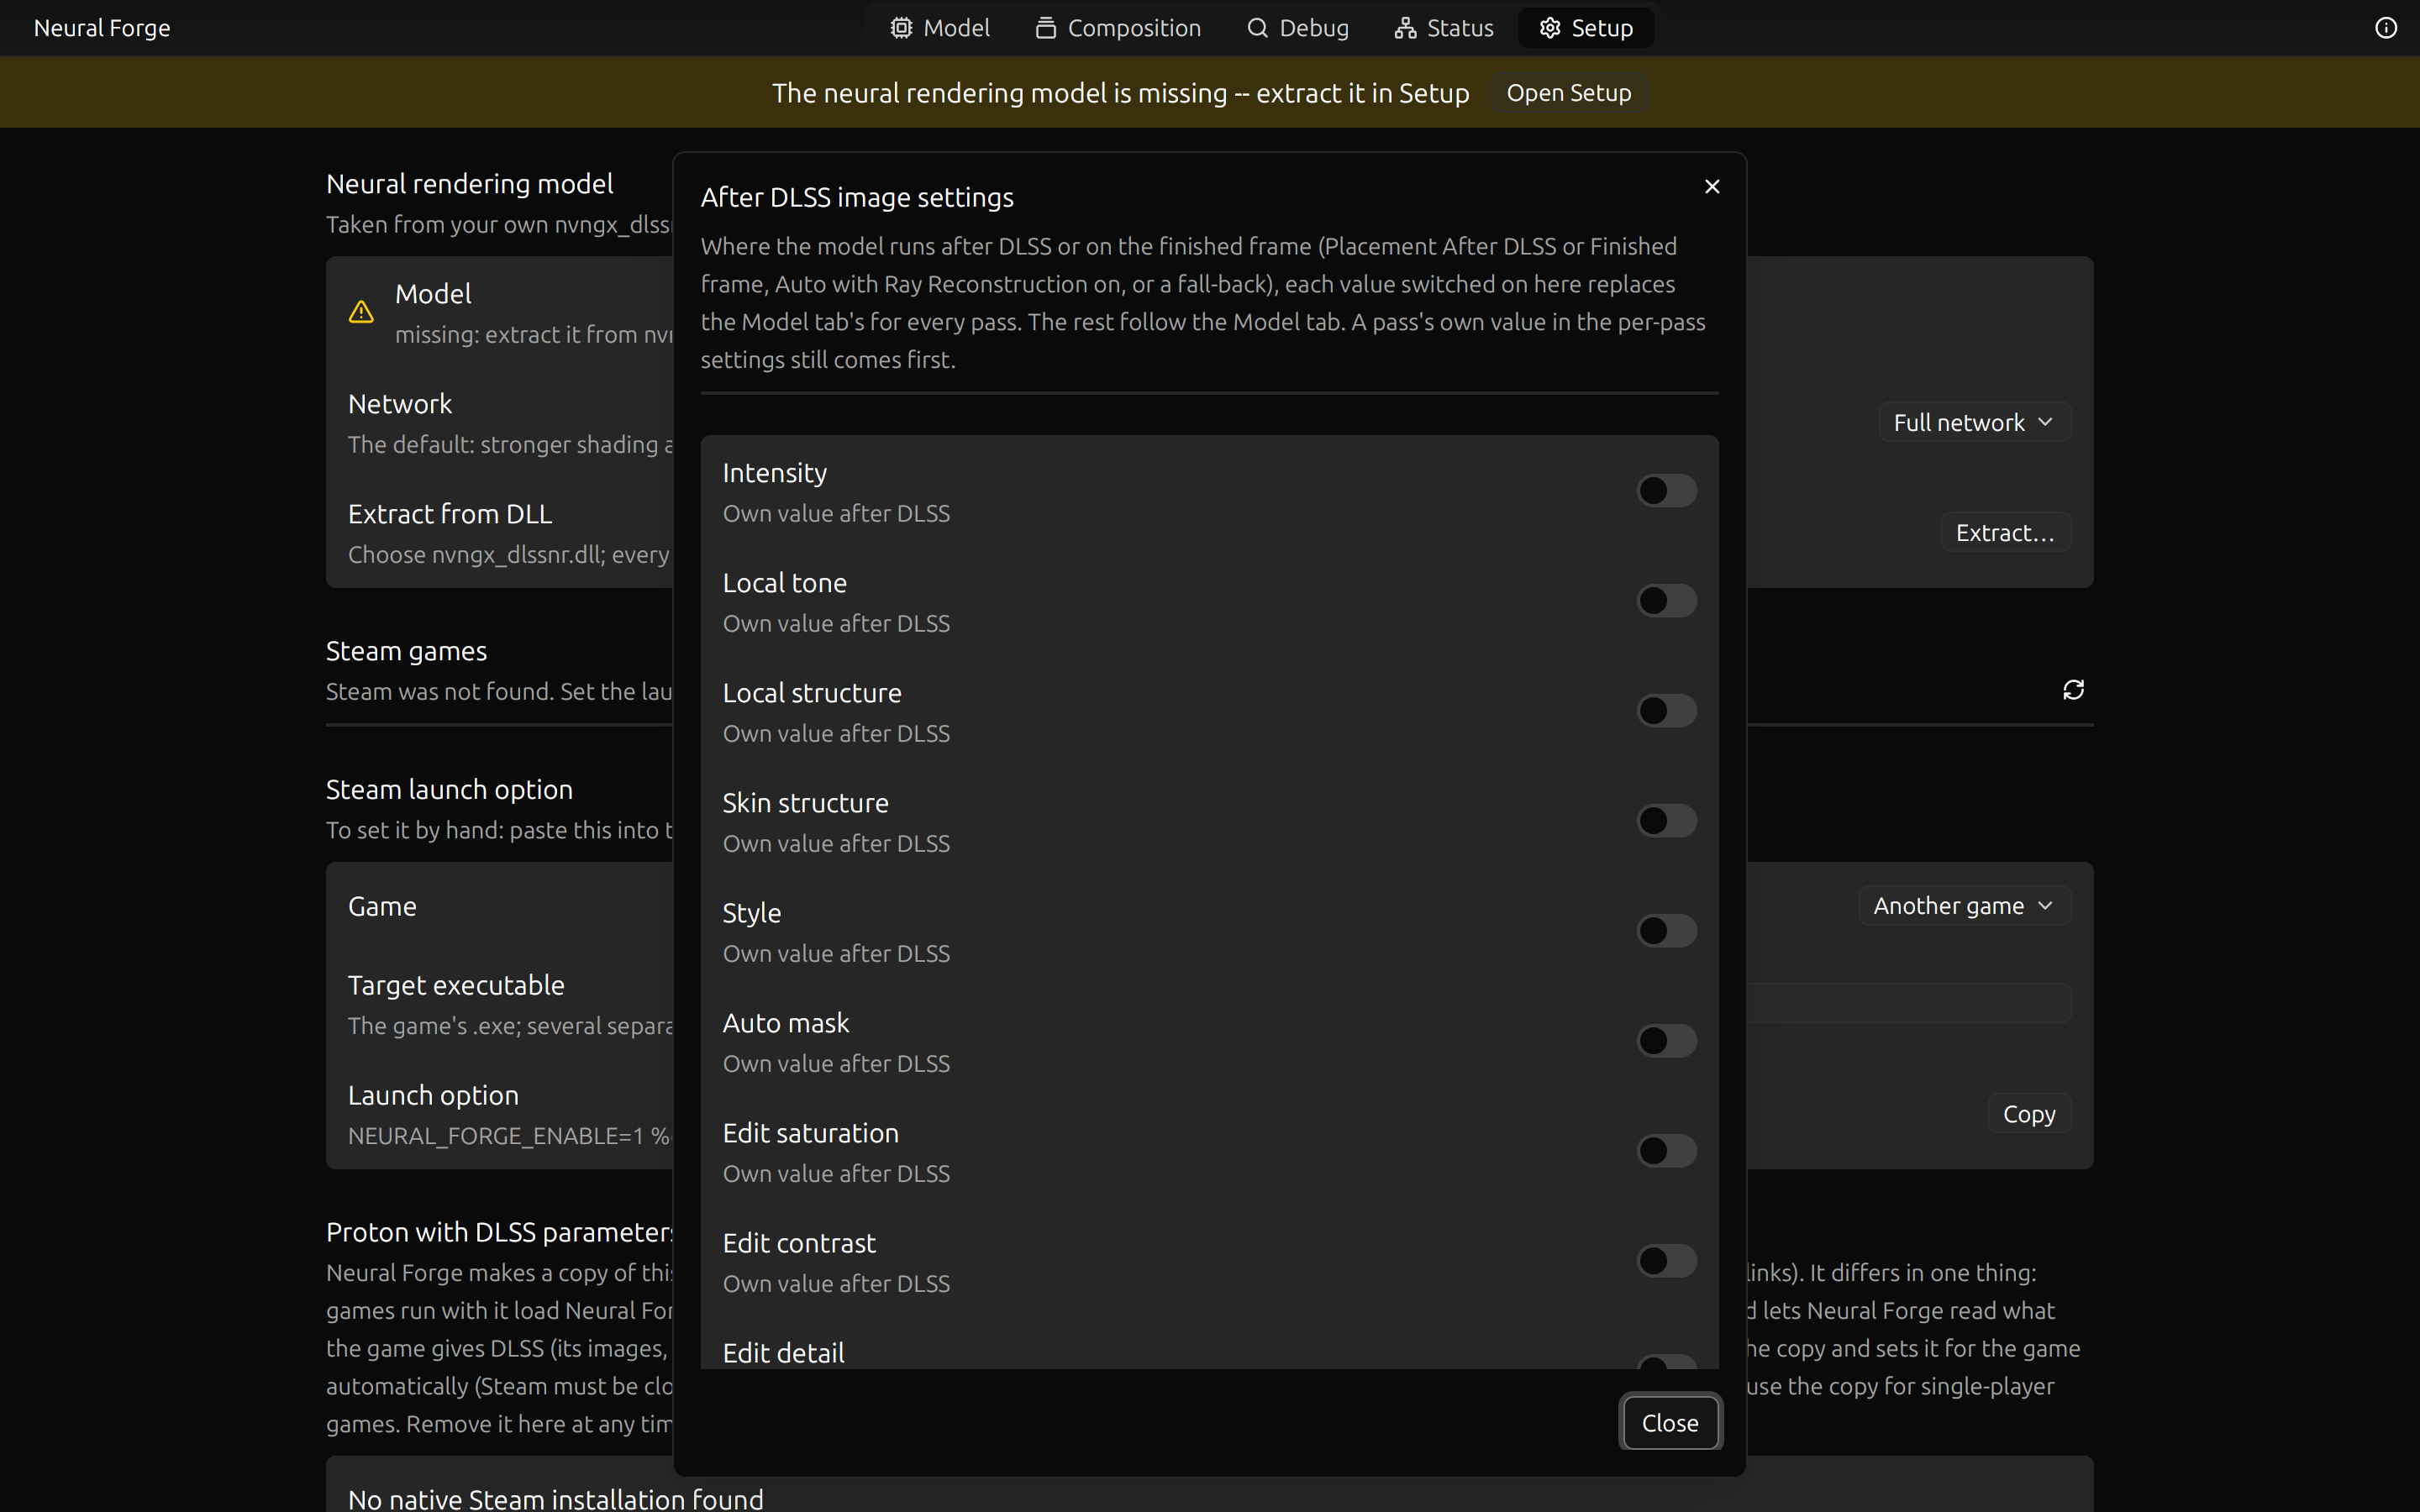 Neural Forge
Model
Composition
Debug
Status
Setup
The neural rendering model is missing -- extract it in Setup
Open Setup
Neural rendering model
Taken from your own nvngx_dlss
Model
missing: extract it from
Network
The default: stronger shading
Full network
Extract from DLL
Choose nvngx_dlssnr.dll; every
Extract...
Steam games
Steam was not found. Set the
Steam launch option
To set it by hand: paste this into
Game
Another game
Target executable
The game's .exe; several
Launch option
NEURAL_FORGE_ENABLE=1
Copy
Proton with DLSS parameters
Neural Forge makes a copy of
links). It differs in one thing:
games run with it load Neural
lets Neural Forge read what
the game gives DLSS (its images,
copy and sets it for the game
automatically (Steam must be
use the copy for single-player
games. Remove it here at any
No native Steam installation found
After DLSS image settings
Where the model runs after DLSS or on the finished frame (Placement After DLSS or Finished
frame, Auto with Ray Reconstruction on, or a fall-back), each value switched on here replaces
the Model tab's for every pass. The rest follow the Model tab. A pass's own value in the per-pass
settings still comes first.
Intensity
Own value after DLSS
Local tone
Own value after DLSS
Local structure
Own value after DLSS
Skin structure
Own value after DLSS
Style
Own value after DLSS
Auto mask
Own value after DLSS
Edit saturation
Own value after DLSS
Edit contrast
Own value after DLSS
Edit detail
Close